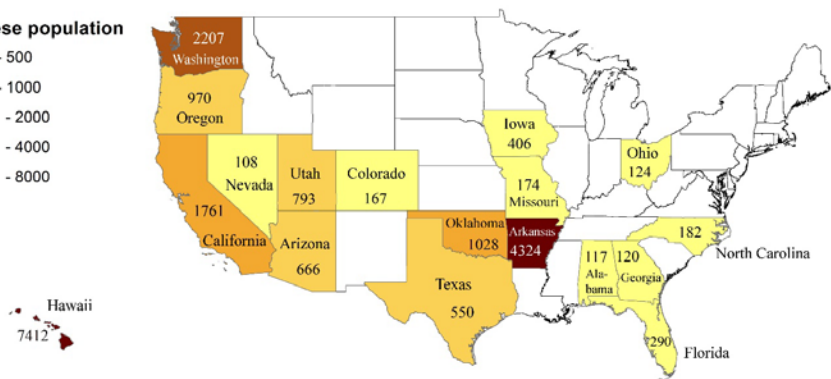 ese population
- 500
- 1000
- 2000
- 4000
- 8000
2207
Washington
970
Oregon
108
Nevada
Utah
793
Colorado
167
1761
California
Arizona
666
Iowa
406
174
Missouri
Ohio
124
Oklahoma
1028
Arkansas
4324
Texas
550
182
North Carolina
117
Ala-
bama
120
Georgia
290
Florida
Hawaii
7412